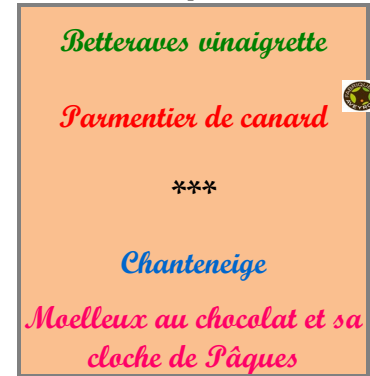 Betteraves vinaigrette
Parmentier de canard
***
Chanteneige
Moelleux au chocolat et sa
cloche de Pâques